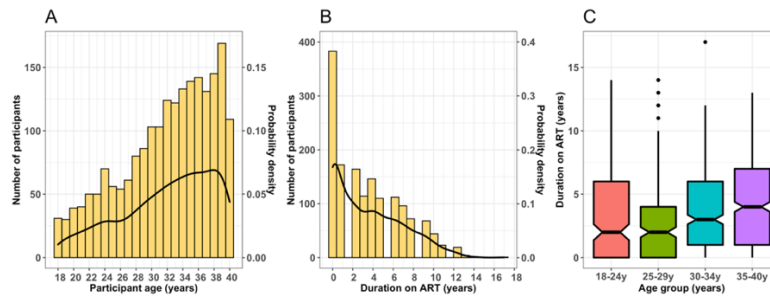 A
Number of participants
150
100
50
0
0.15
0.10
0.05
0.00
Probability density
18 20 22 24 26 28 30 32 34 36 38 40
Participant age (years)
B
Number of participants
400
300
200
100
0
0.4
0.3
0.2
0.1
0.0
Probability density
0 2 4 6 8 10 12 14 16 18
Duration on ART (years)
C
Duration on ART (years)
15
10
5
0
18-24y 25-29y 30-34y 35-40y
Age group (years)